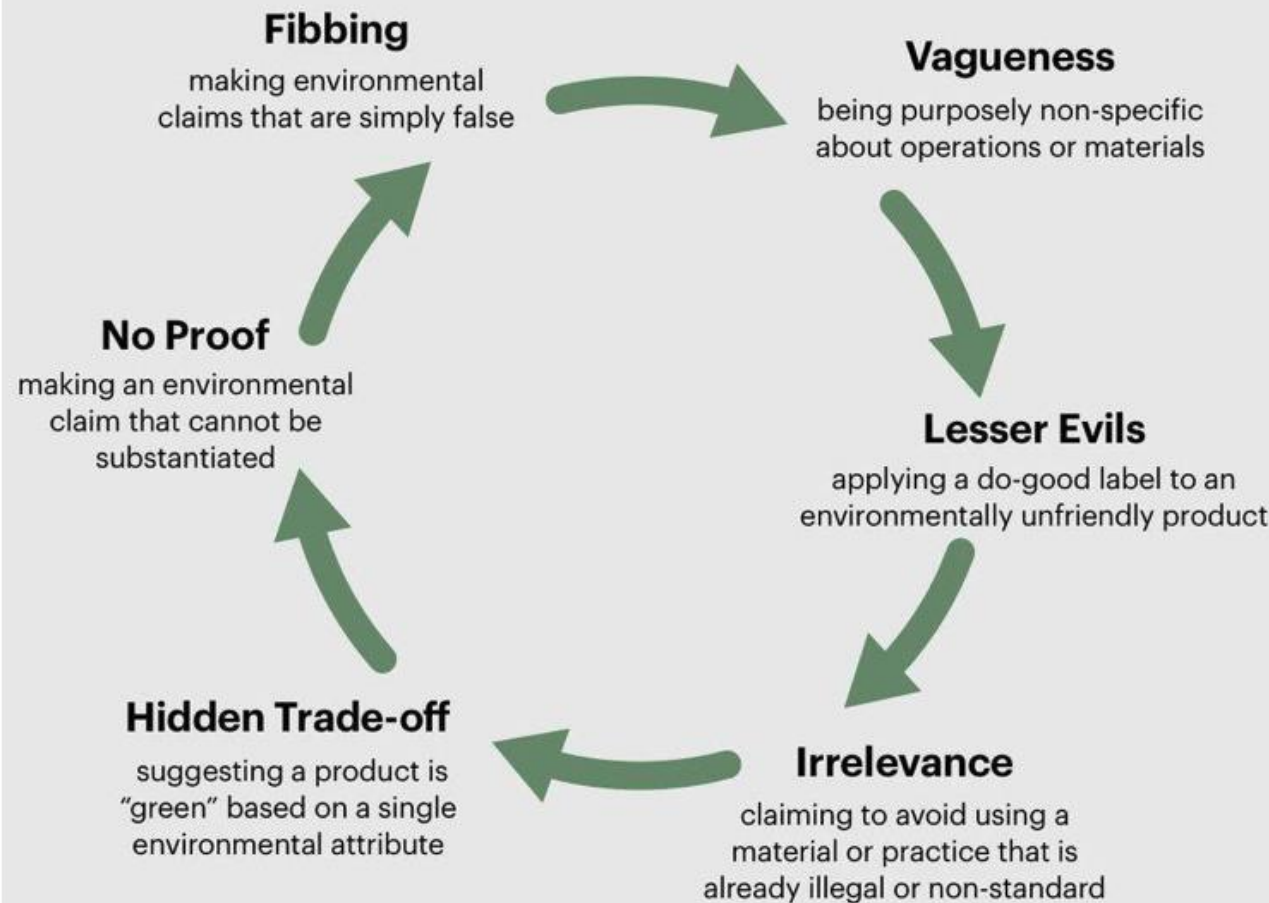 Fibbing
making environmental
claims that are simply false
Vagueness
being purposely non-specific
about operations or materials
Lesser Evils
applying a do-good label to an
environmentally unfriendly product
Irrelevance
claiming to avoid using a
material or practice that is
already illegal or non-standard
Hidden Trade-off
suggesting a product is
“green” based on a single
environmental attribute
No Proof
making an environmental
claim that cannot be
substantiated